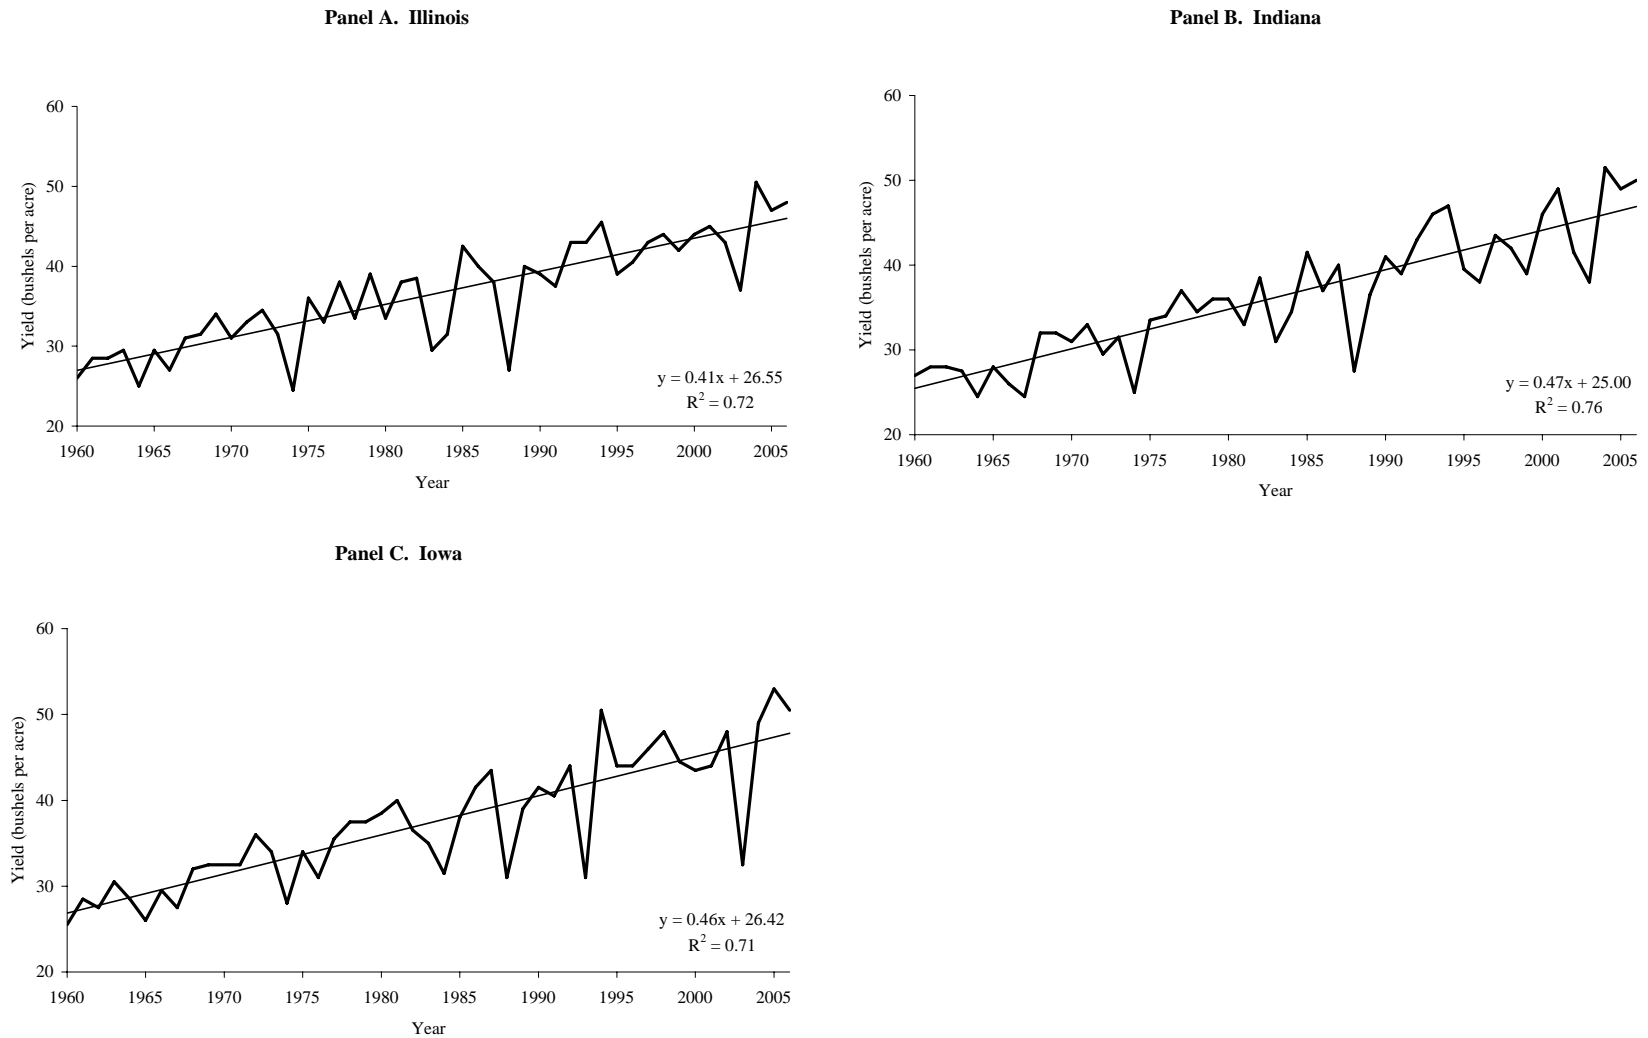 Panel A.  Illinois
60
50
40
30
20
Yield (bushels per acre)
y = 0.41x + 26.55
R² = 0.72
1960 1965 1970 1975 1980 1985 1990 1995 2000 2005
Year
Panel B.  Indiana
60
50
40
30
20
Yield (bushels per acre)
y = 0.47x + 25.00
R² = 0.76
1960 1965 1970 1975 1980 1985 1990 1995 2000 2005
Year
Panel C.  Iowa
60
50
40
30
20
Yield (bushels per acre)
y = 0.46x + 26.42
R² = 0.71
1960 1965 1970 1975 1980 1985 1990 1995 2000 2005
Year